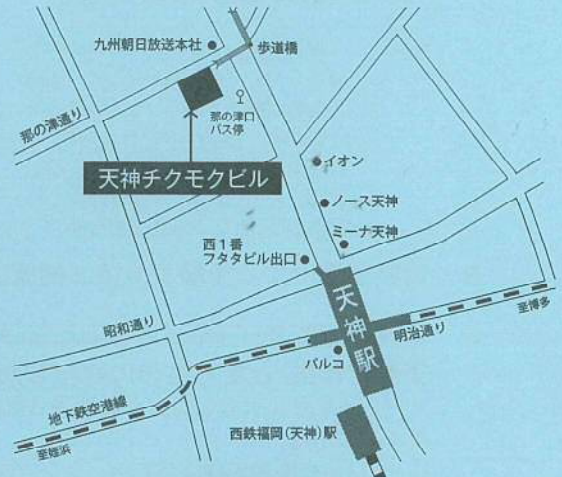 九州朝日放送本社
歩道橋
那の津通り
那の津口
バス停
天神チクモクビル
イオン
ノース天神
ミーナ天神
西1番
フタタビル出口
天神駅
昭和通り
至博多
明治通り
パルコ
地下鉄空港線
至姪浜
西鉄福岡(天神)駅